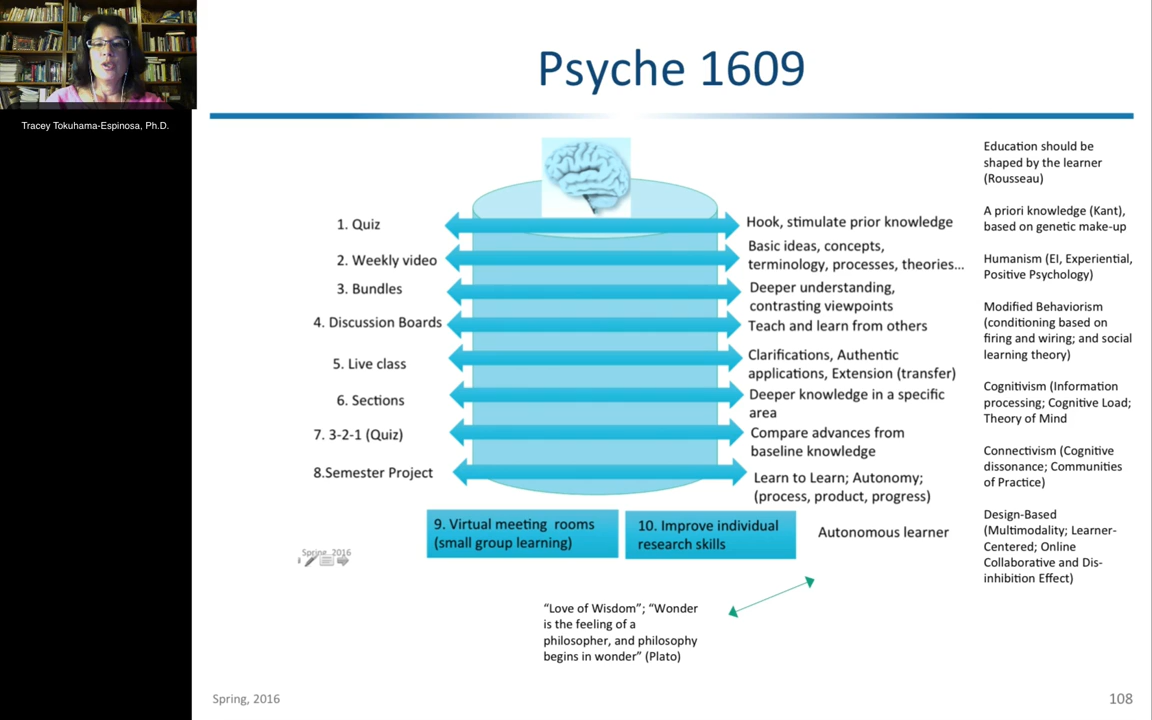 Psyche 1609
Tracey Tokuhama-Espinosa, Ph.D.
1. Quiz
2. Weekly video
3. Bundles
4. Discussion Boards
5. Live class
6. Sections
7. 3-2-1 (Quiz)
8.Semester Project
Hook, stimulate prior knowledge
Basic ideas, concepts,
terminology, processes, theories...
Deeper understanding,
contrasting viewpoints
Teach and learn from others
Clarifications, Authentic
applications, Extension (transfer)
Deeper knowledge in a specific
area
Compare advances from
baseline knowledge
Learn to Learn; Autonomy;
(process, product, progress)
9. Virtual meeting rooms
(small group learning)
10. Improve individual
research skills
Autonomous learner
Education should be
shaped by the learner
(Rousseau)
A priori knowledge (Kant),
based on genetic make-up
Humanism (EI, Experiential,
Positive Psychology)
Modified Behaviorism
(conditioning based on
firing and wiring; and social
learning theory)
Cognitivism (Information
processing; Cognitive Load;
Theory of Mind
Connectivism (Cognitive
dissonance; Communities
of Practice)
Design-Based
(Multimodality; Learner-
Centered; Online
Collaborative and Dis-
inhibition Effect)
Spring, 2016
"Love of Wisdom"; "Wonder
is the feeling of a
philosopher, and philosophy
begins in wonder" (Plato)
Spring, 2016
108